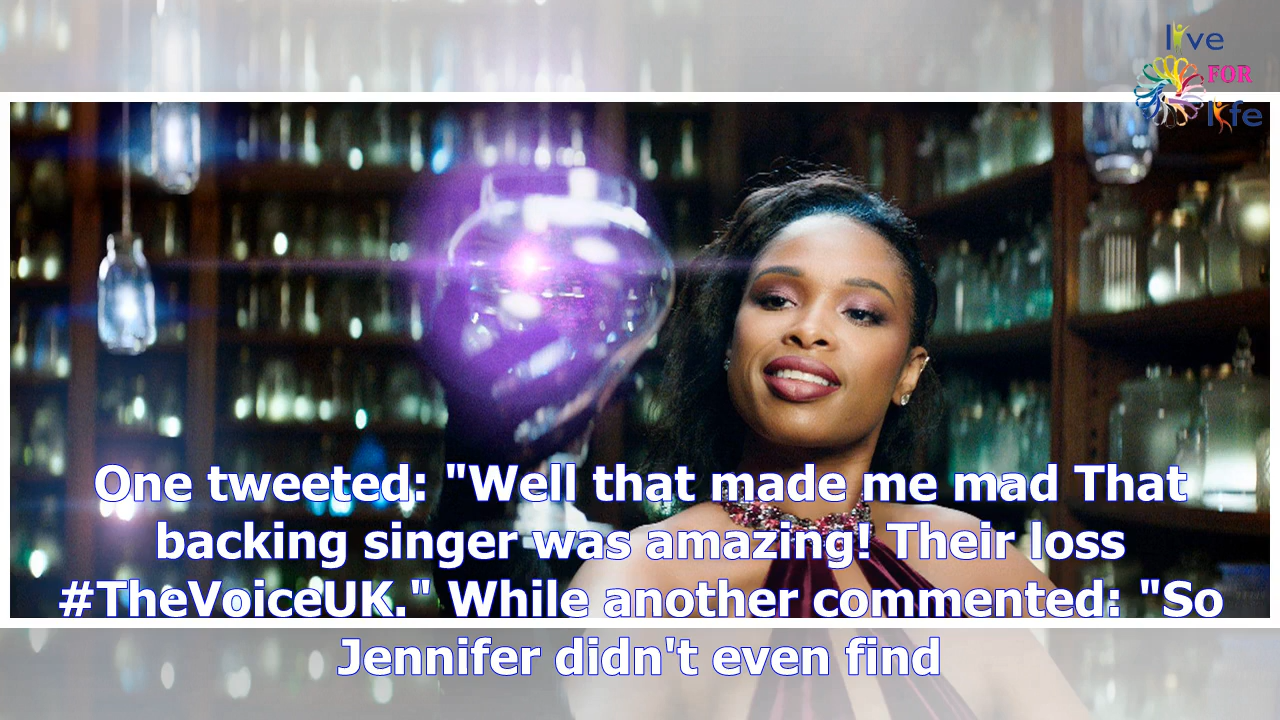 live
FOR
life
One tweeted: "Well that made me mad That
backing singer was amazing! Their loss
#TheVoiceUK." While another commented: "So
Jennifer didn't even find